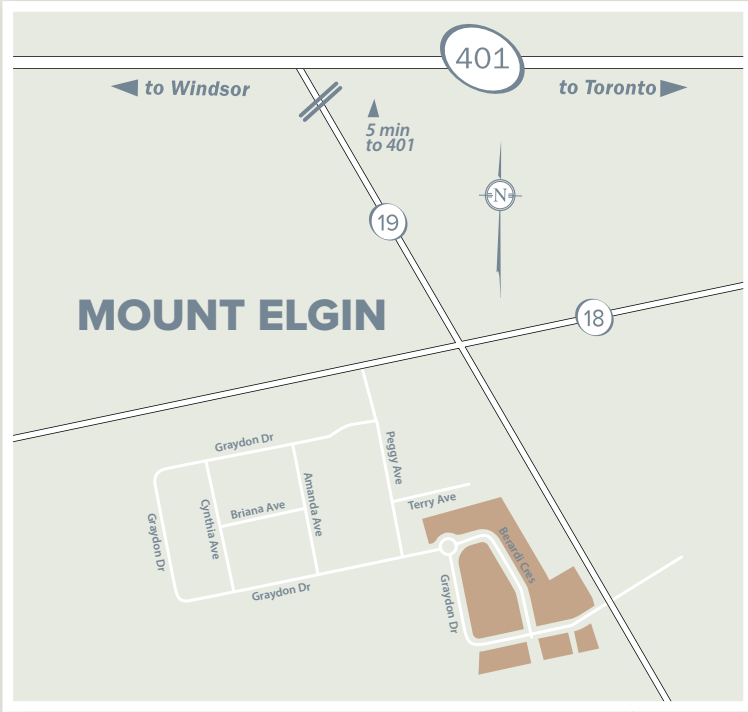 401
to Windsor
to Toronto
5 min
to 401
N
19
MOUNT ELGIN
18
Graydon Dr
Peggy Ave
Graydon Dr
Cynthia Ave
Briana Ave
Amanda Ave
Terry Ave
Berardi Cres
Graydon Dr
Graydon Dr